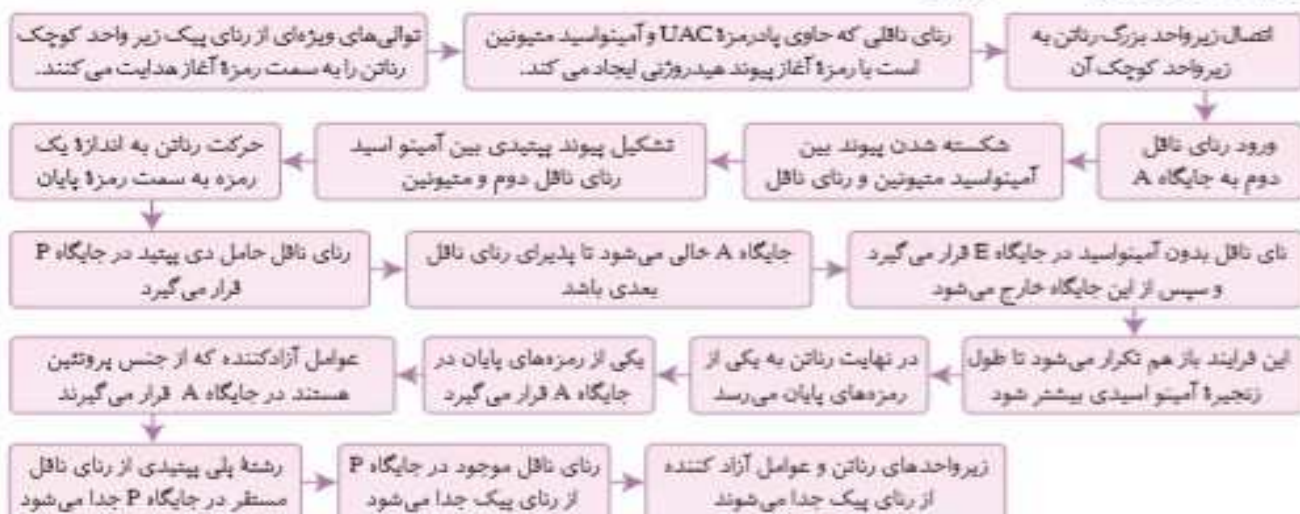 توالی‌های ویژه‌ای از رنای پیک زیر واحد کوچک
رناتن را به سمت رمزۀ آغاز هدایت می کنند.
رنای ناقلی که حاوی پادرمزۀ UAC و آمینواسید متیونین
است با رمزۀ آغاز پیوند هیدروژنی ایجاد می کند.
اتصال زیرواحد بزرگ رناتن به
زیرواحد کوچک آن
ورود رنای ناقل
دوم به جایگاه A
شکسته شدن پیوند بین
آمینواسید متیونین و رنای ناقل
تشکیل پیوند پپتیدی بین آمینو اسید
رنای ناقل دوم و متیونین
حرکت رناتن به اندازۀ یک
رمزه به سمت رمزۀ پایان
رنای ناقل حامل دی پپتید در جایگاه P
قرار می گیرد
جایگاه A خالی می‌شود تا پذیرای رنای ناقل
بعدی باشد
نای ناقل بدون آمینواسید در جایگاه E قرار می گیرد
و سپس از این جایگاه خارج می‌شود
این فرایند باز هم تکرار می‌شود تا طول
زنجیرۀ آمینو اسیدی بیشتر شود
در نهایت رناتن به یکی از
رمزه‌های پایان می‌رسد
یکی از رمزه‌های پایان در
جایگاه A قرار می گیرد
عوامل آزادکننده که از جنس پروتئین
هستند در جایگاه A قرار می گیرند
رشتۀ پلی پپتیدی از رنای ناقل
مستقر در جایگاه P جدا می‌شود
رنای ناقل موجود در جایگاه P
از رنای پیک جدا می‌شود
زیرواحدهای رناتن و عوامل آزاد کننده
از رنای پیک جدا می‌شوند